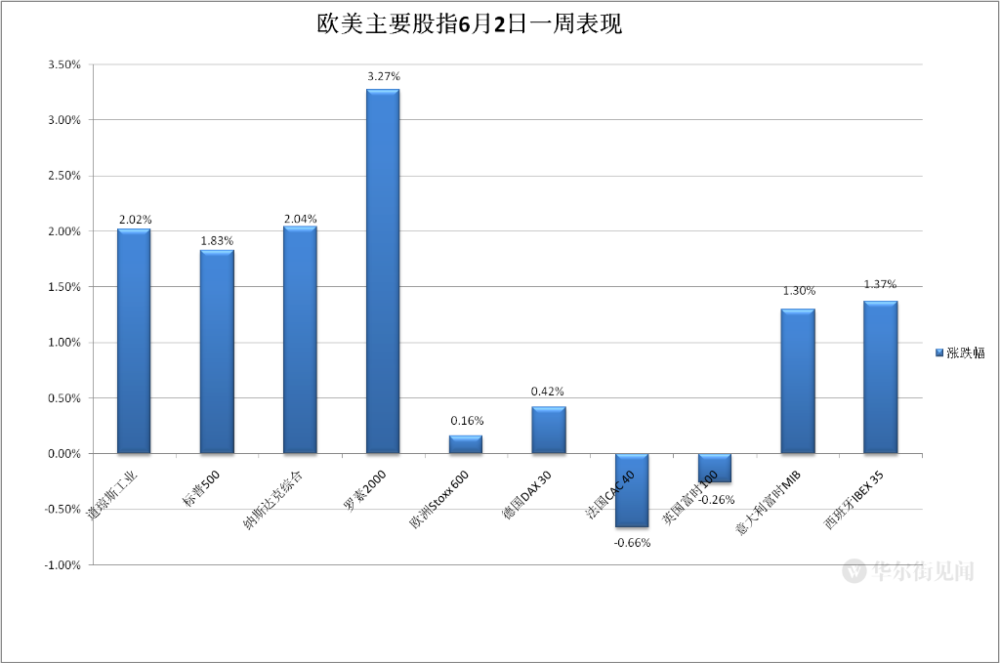 欧美主要股指6月2日一周表现
3.50%
3.00%
2.50%
2.00%
1.50%
1.00%
0.50%
0.00%
-0.50%
-1.00%
2.02%
1.83%
2.04%
3.27%
0.16%
0.42%
-0.66%
-0.26%
1.30%
1.37%
道琼斯工业
标普500
纳斯达克综合
罗素2000
欧洲Stoxx 600
德国DAX 30
法国CAC 40
英国富时100
意大利富时MIB
西班牙IBEX 35
涨跌幅
华尔街见闻